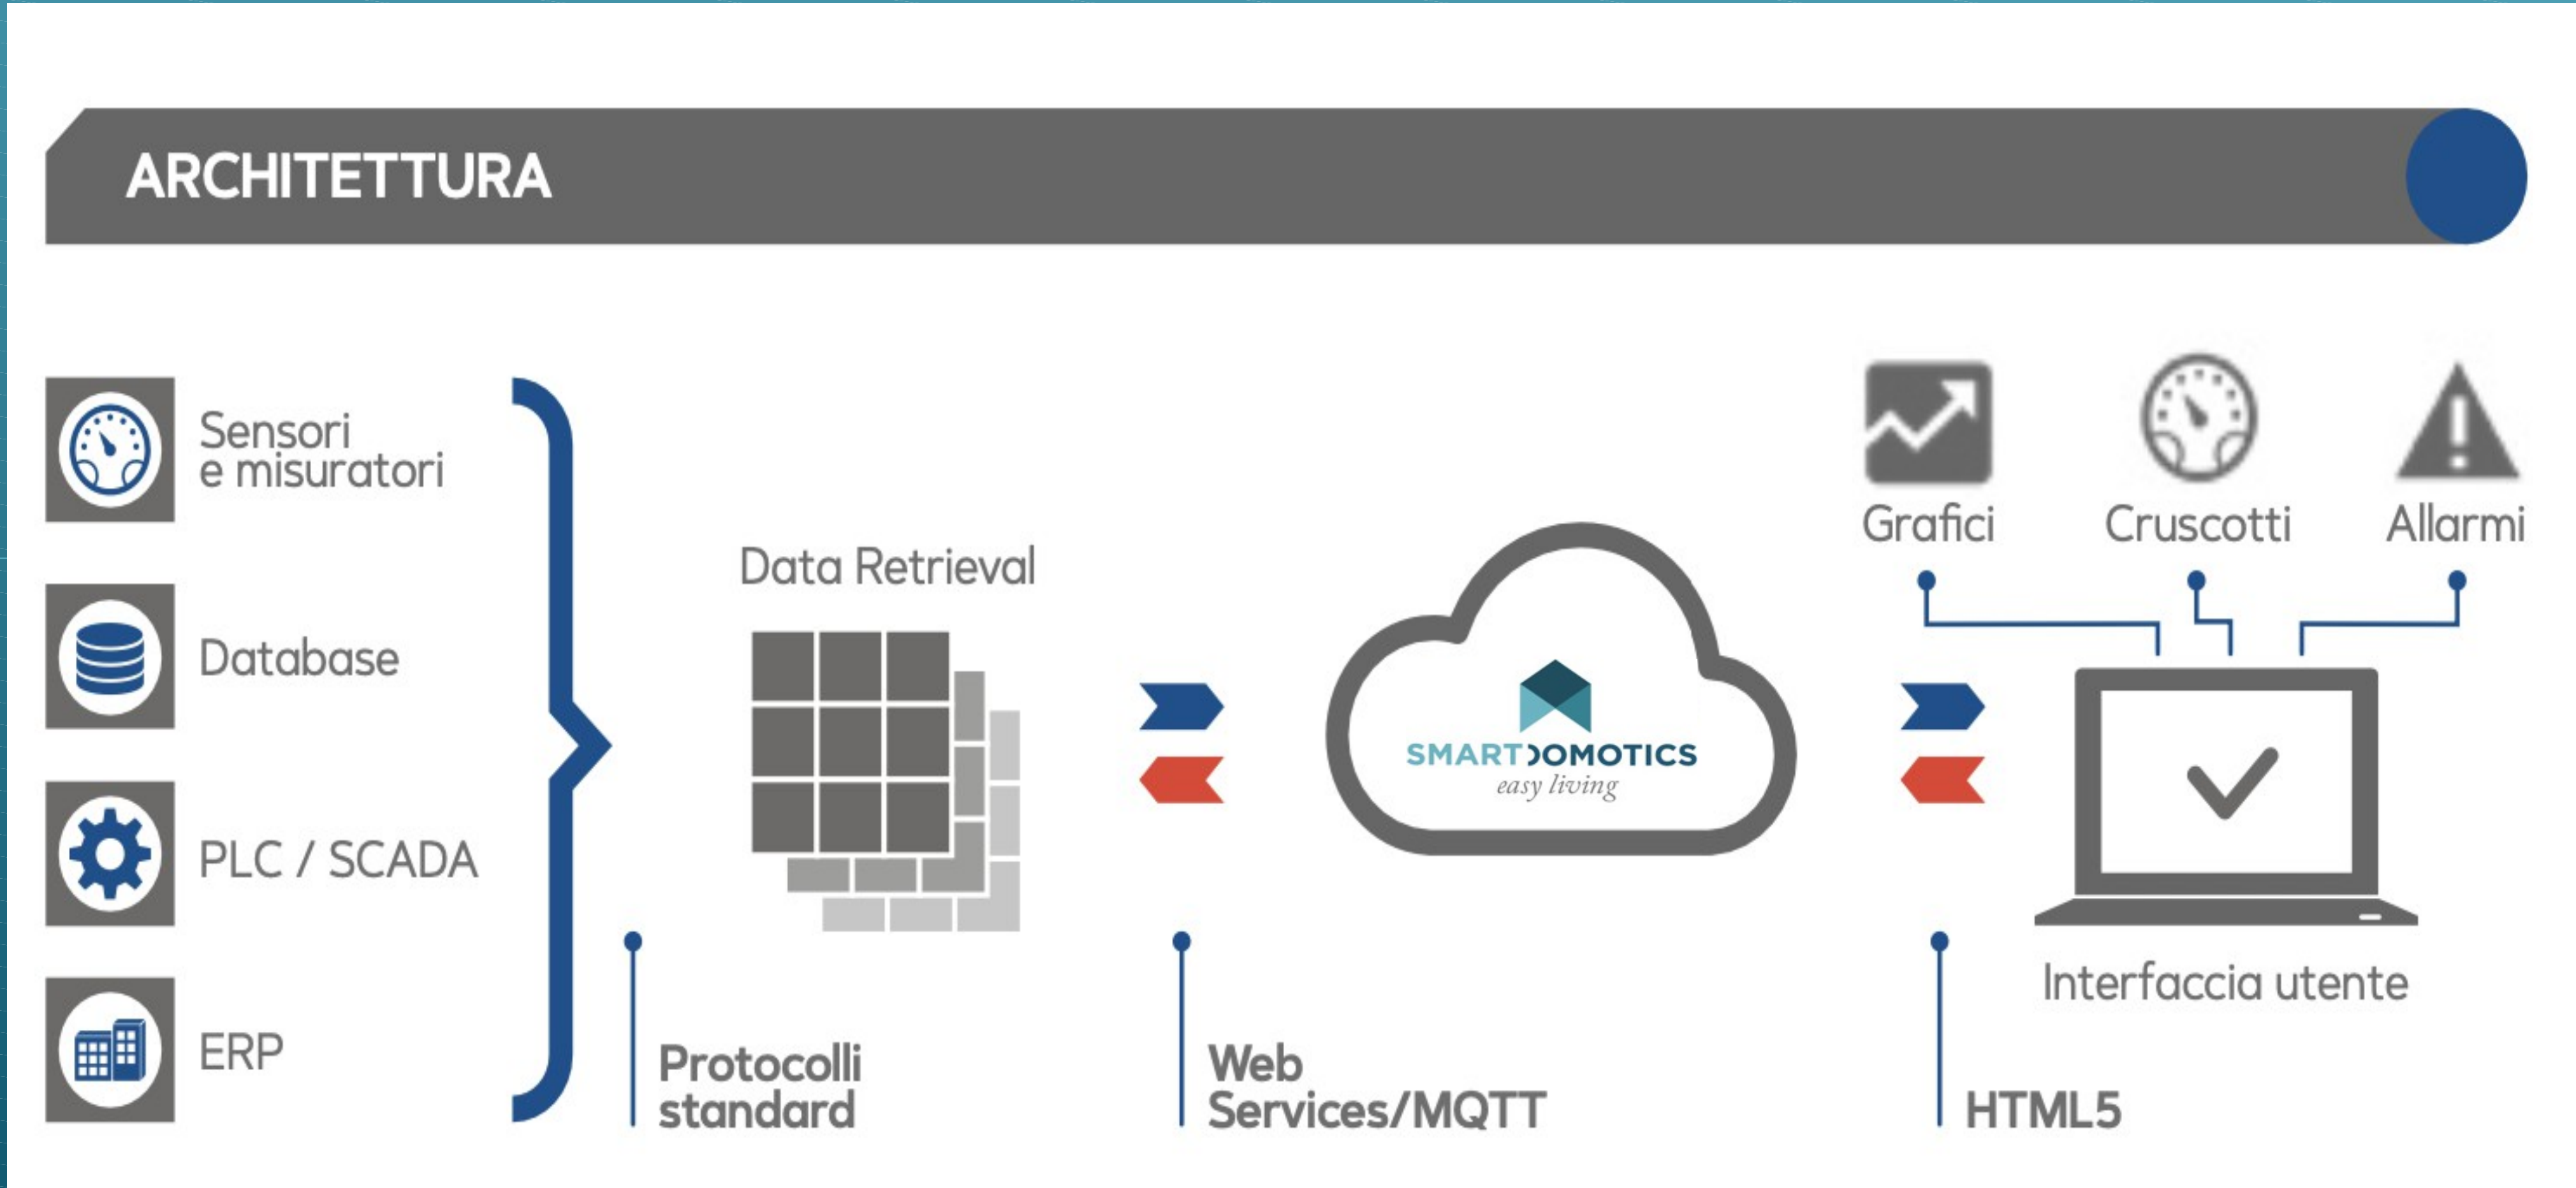 ARCHITETTURA
Sensori
e misuratori
Database
PLC / SCADA
ERP
Data Retrieval
Protocolli
standard
Web
Services/MQTT
SMARTDOMOTICS
easy living
HTML5
Grafici
Cruscotti
Allarmi
Interfaccia utente